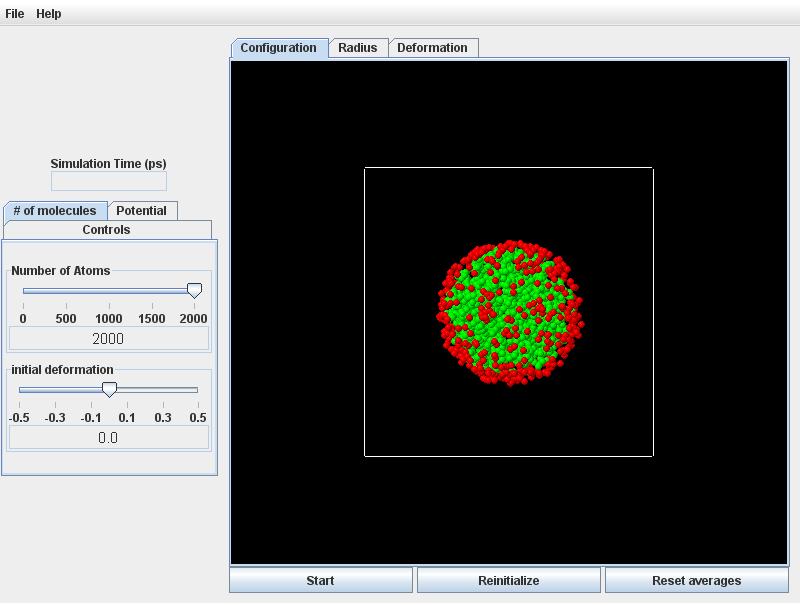 File Help
Configuration Radius Deformation
Simulation Time (ps)
# of molecules Potential
Controls
Number of Atoms
0 500 1000 1500 2000
2000
initial deformation
-0.5 -0.3 -0.1 0.1 0.3 0.5
0.0
Start Reinitialize Reset averages